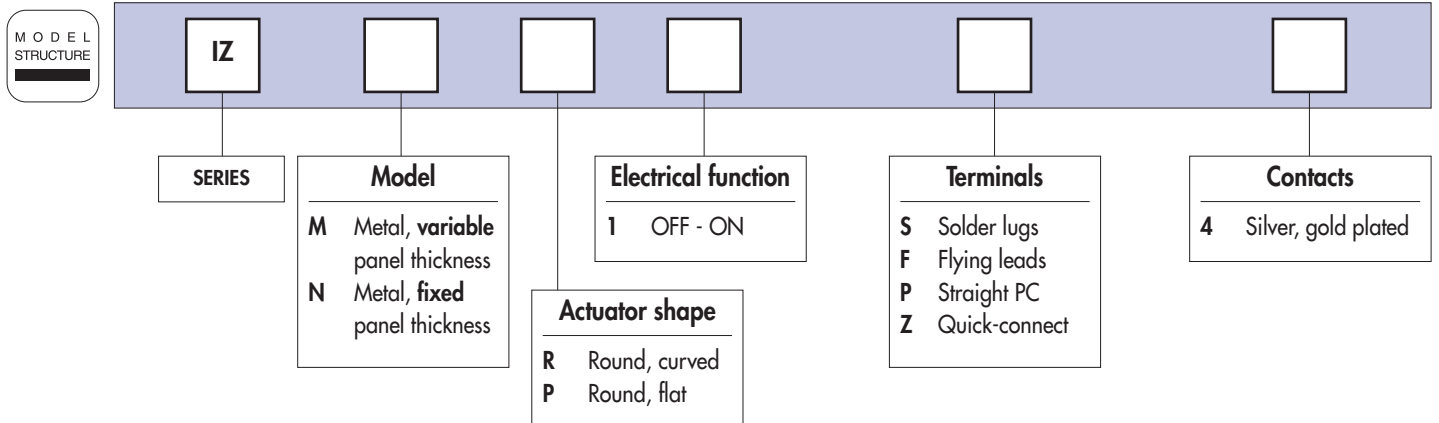 MODEL
STRUCTURE
IZ
SERIES
Model
M Metal, variable
panel thickness
N Metal, fixed
panel thickness
Actuator shape
R Round, curved
P Round, flat
Electrical function
1 OFF - ON
Terminals
S Solder lugs
F Flying leads
P Straight PC
Z Quick-connect
Contacts
4 Silver, gold plated